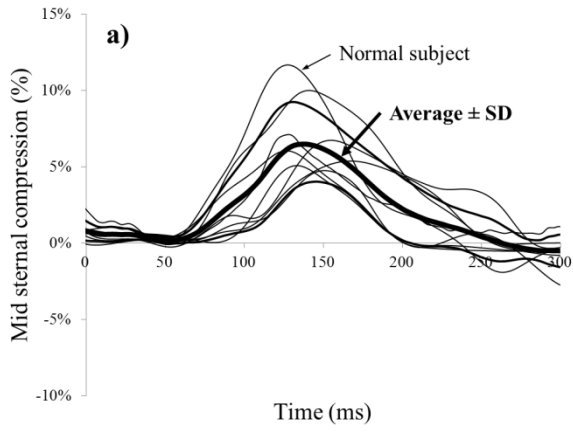 15%
a)
Normal subject
10%
Average ± SD
5%
0%
0 50 100 150 200 250 300
-5%
-10%
Mid sternal compression (%)
Time (ms)